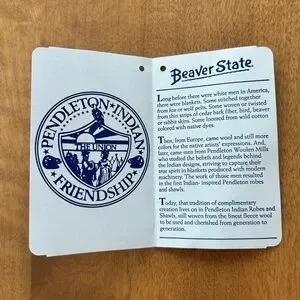 PENDLETON • INDIAN
THE UNION
FRIENDSHIP
Beaver State
Long before there were white men in America,
there were blankets. Some stitched together
from fox or wolf pelts. Some woven or twisted
from thin strips of cedar bark fiber, bird, beaver
or rabbit skins. Some loomed from wild cotton
colored with native dyes.
Then, from Europe, came wool and still more
colors for the native artists' expressions. And,
later, came men from Pendleton Woolen Mills
who studied the beliefs and legends behind
the Indian designs, striving to capture their
true spirit in blankets produced with modern
machinery. The work of those men resulted
in the first Indian- inspired Pendleton robes
and shawls.
Today, that tradition of complimentary
creation lives on in Pendleton Indian Robes and
Shawls, still woven from the finest fleece wool
to be used and cherished from generation to
generation.